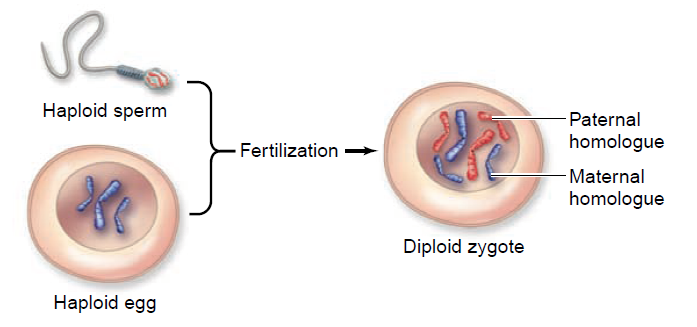 Haploid sperm
Fertilization
Haploid egg
Paternal
homologue
Maternal
homologue
Diploid zygote